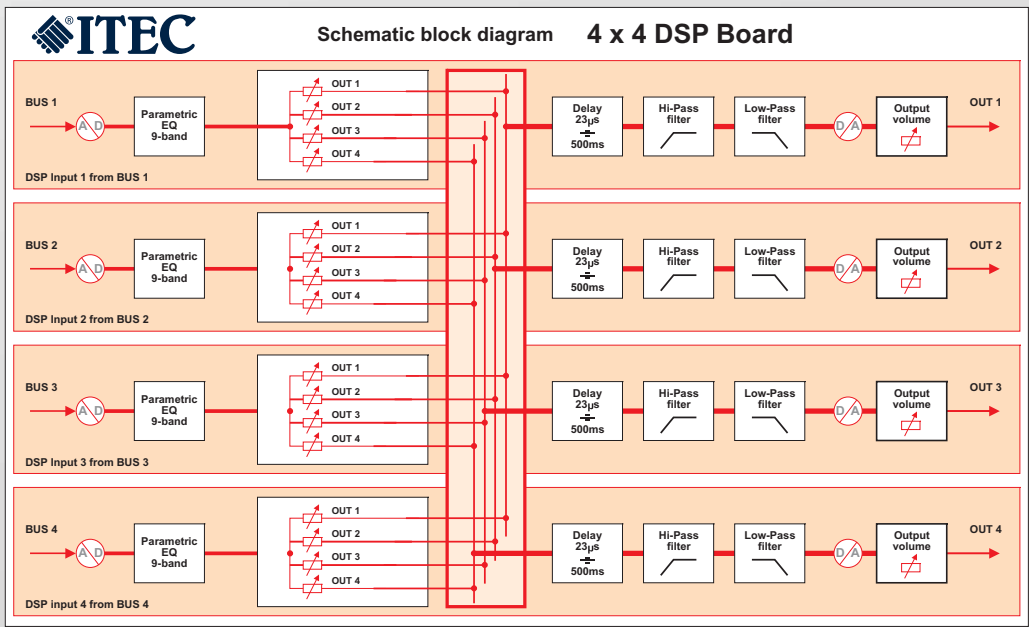 ITEC
®
Schematic block diagram 4 x 4 DSP Board
BUS 1
A D
Parametric
EQ
9-band
OUT 1
OUT 2
OUT 3
OUT 4
Delay
23µs
÷
500ms
Hi-Pass
filter
Low-Pass
filter
D/A
Output
volume
OUT 1
DSP Input 1 from BUS 1
BUS 2
A D
Parametric
EQ
9-band
OUT 1
OUT 2
OUT 3
OUT 4
Delay
23µs
÷
500ms
Hi-Pass
filter
Low-Pass
filter
D/A
Output
volume
OUT 2
DSP Input 2 from BUS 2
BUS 3
A D
Parametric
EQ
9-band
OUT 1
OUT 2
OUT 3
OUT 4
Delay
23µs
÷
500ms
Hi-Pass
filter
Low-Pass
filter
D/A
Output
volume
OUT 3
DSP Input 3 from BUS 3
BUS 4
A D
Parametric
EQ
9-band
OUT 1
OUT 2
OUT 3
OUT 4
Delay
23µs
÷
500ms
Hi-Pass
filter
Low-Pass
filter
D/A
Output
volume
OUT 4
DSP input 4 from BUS 4